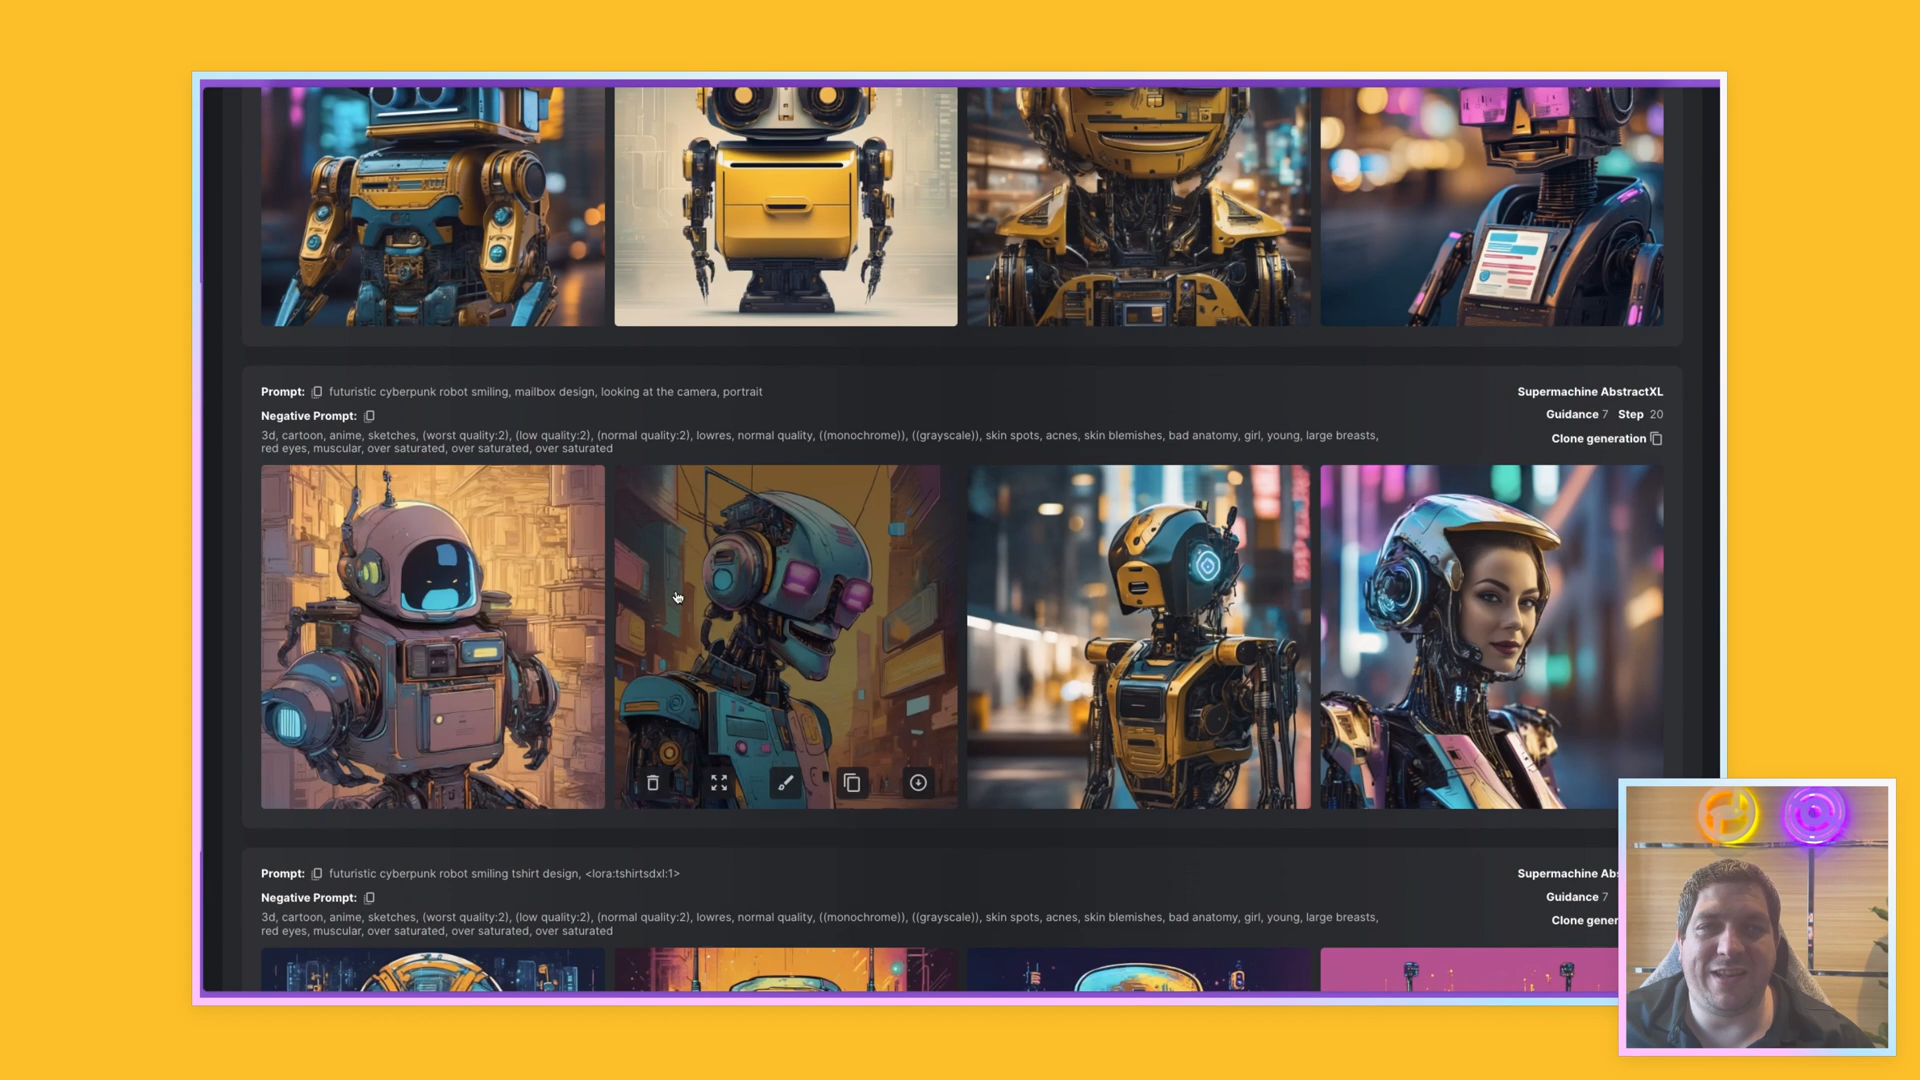 Prompt: futuristic cyberpunk robot smiling, mailbox design, looking at the camera, portrait
Supermachine AbstractXL
Negative Prompt:
Guidance 7 Step 20
3d, cartoon, anime, sketches, (worst quality:2), (low quality:2), (normal quality:2), lowres, normal quality, ((monochrome)), ((grayscale)), skin spots, acnes, skin blemishes, bad anatomy, girl, young, large breasts,
red eyes, muscular, over saturated, over saturated, over saturated
Clone generation
Prompt: futuristic cyberpunk robot smiling tshirt design, <lora:tshirtsdxl:1>
Supermachine Abs
Negative Prompt:
Guidance 7
3d, cartoon, anime, sketches, (worst quality:2), (low quality:2), (normal quality:2), lowres, normal quality, ((monochrome)), ((grayscale)), skin spots, acnes, skin blemishes, bad anatomy, girl, young, large breasts,
red eyes, muscular, over saturated, over saturated, over saturated
Clone gener